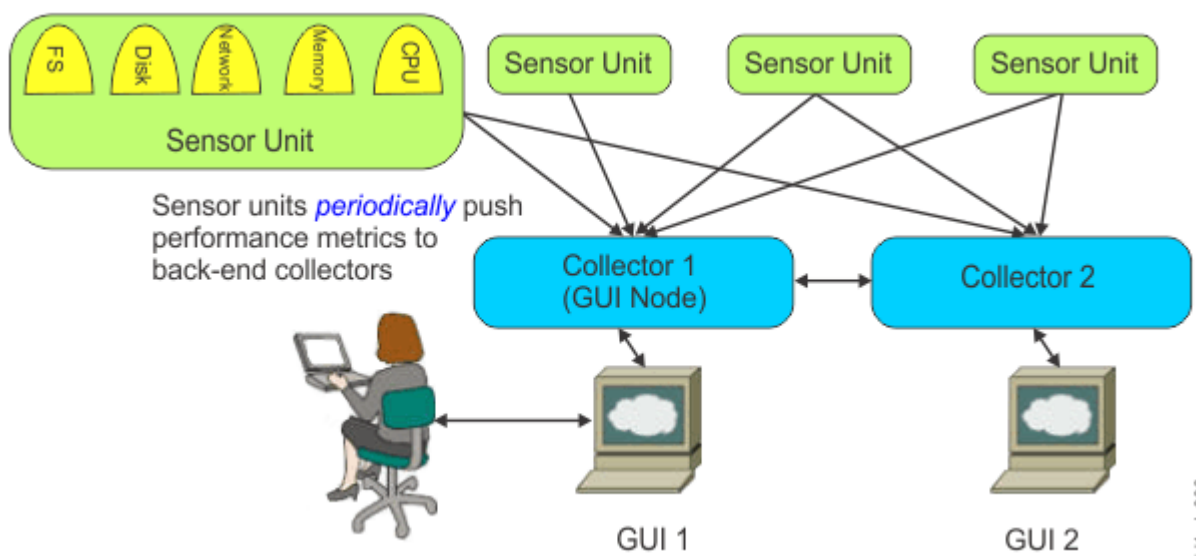 FS
Disk
Network
Memory
CPU
Sensor Unit
Sensor Unit
Sensor Unit
Sensor Unit
Sensor units periodically push
performance metrics to
back-end collectors
Collector 1
(GUI Node)
Collector 2
GUI 1
GUI 2